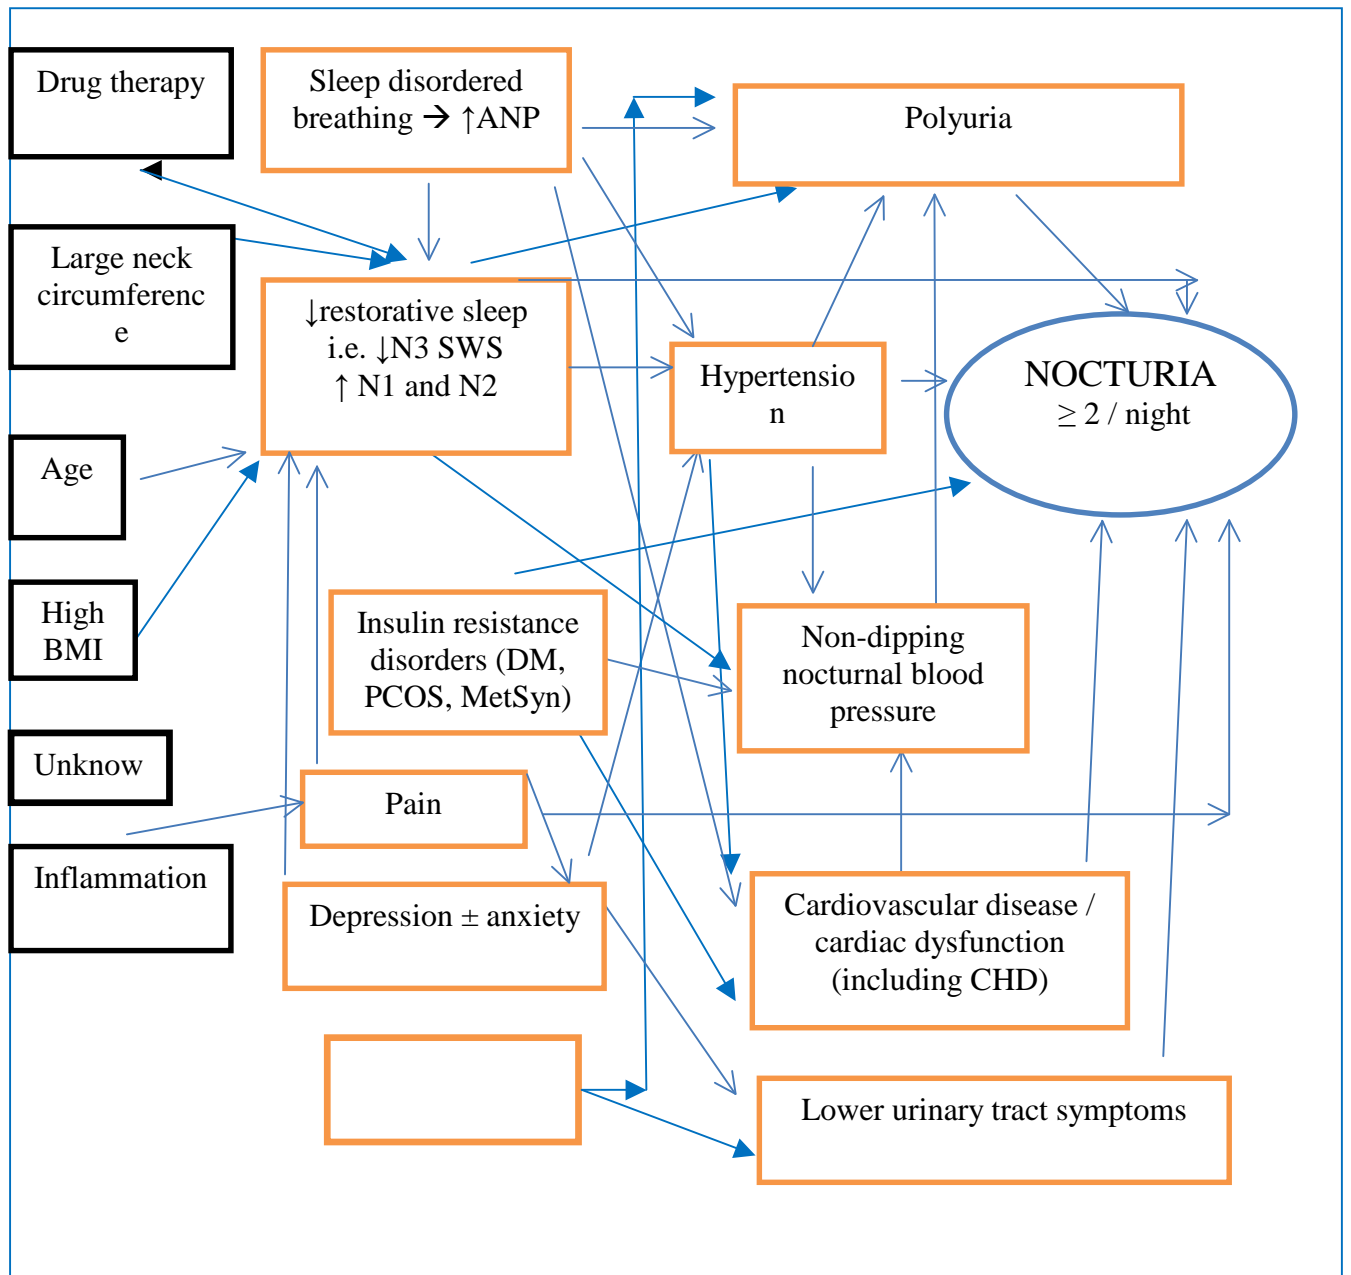 Drug therapy
Sleep disordered
breathing → ↑ANP
Polyuria
Large neck
circumferenc
e
↓restorative sleep
i.e. ↓N3 SWS
↑ N1 and N2
Hypertensio
n
NOCTURIA
≥ 2 / night
Age
High
BMI
Insulin resistance
disorders (DM,
PCOS, MetSyn)
Non-dipping
nocturnal blood
pressure
Unknow
Pain
Inflammation
Depression ± anxiety
Cardiovascular disease /
cardiac dysfunction
(including CHD)
Lower urinary tract symptoms